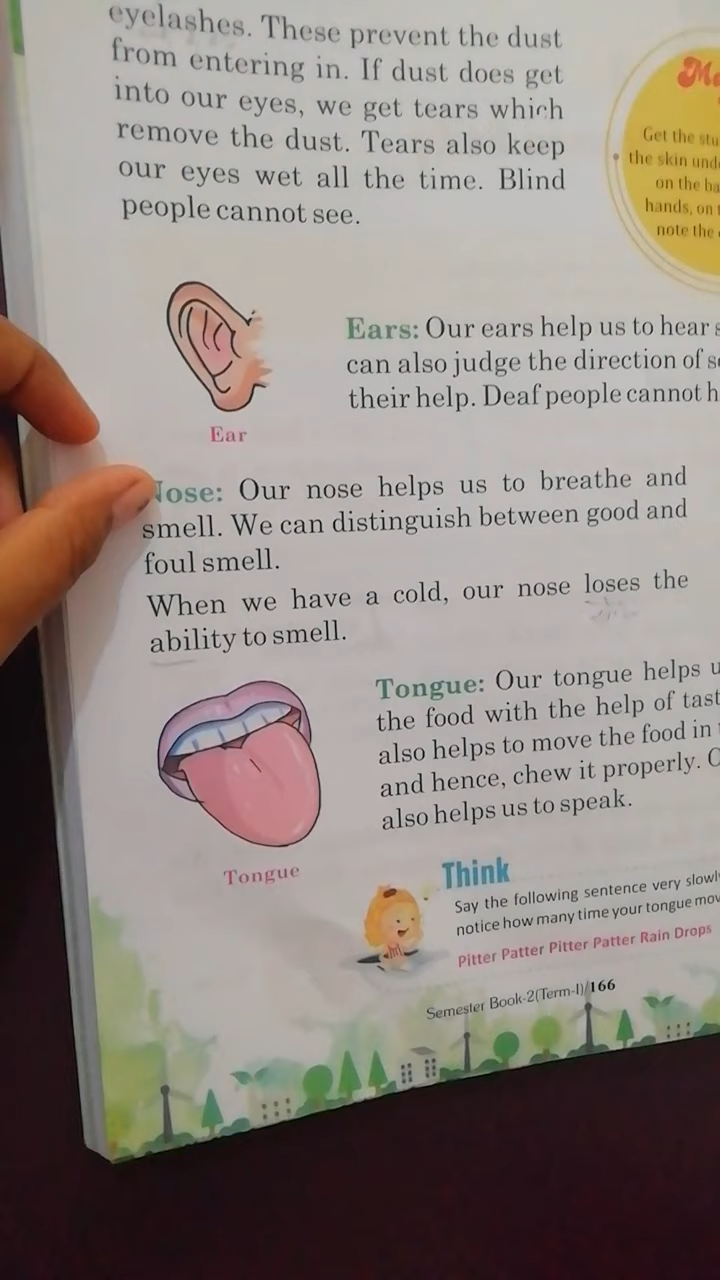 eyelashes. These prevent the dust
from entering in. If dust does get
into our eyes, we get tears which
remove the dust. Tears also keep
our eyes wet all the time. Blind
people cannot see.
Get the
the skin
on the
hands, on
note the
Ear
Ears: Our ears help us to hear
can also judge the direction of
their help. Deaf people cannot
Nose: Our nose helps us to breathe and
smell. We can distinguish between good and
foul smell.
When we have a cold, our nose loses the
ability to smell.
Tongue
Tongue: Our tongue helps
the food with the help of
also helps to move the food in
and hence, chew it properly.
also helps us to speak.
Think
Say the following sentence very slowly
notice how many time your tongue
Pitter Patter Pitter Patter Rain Drops
Semester Book-2(Term-I)/166